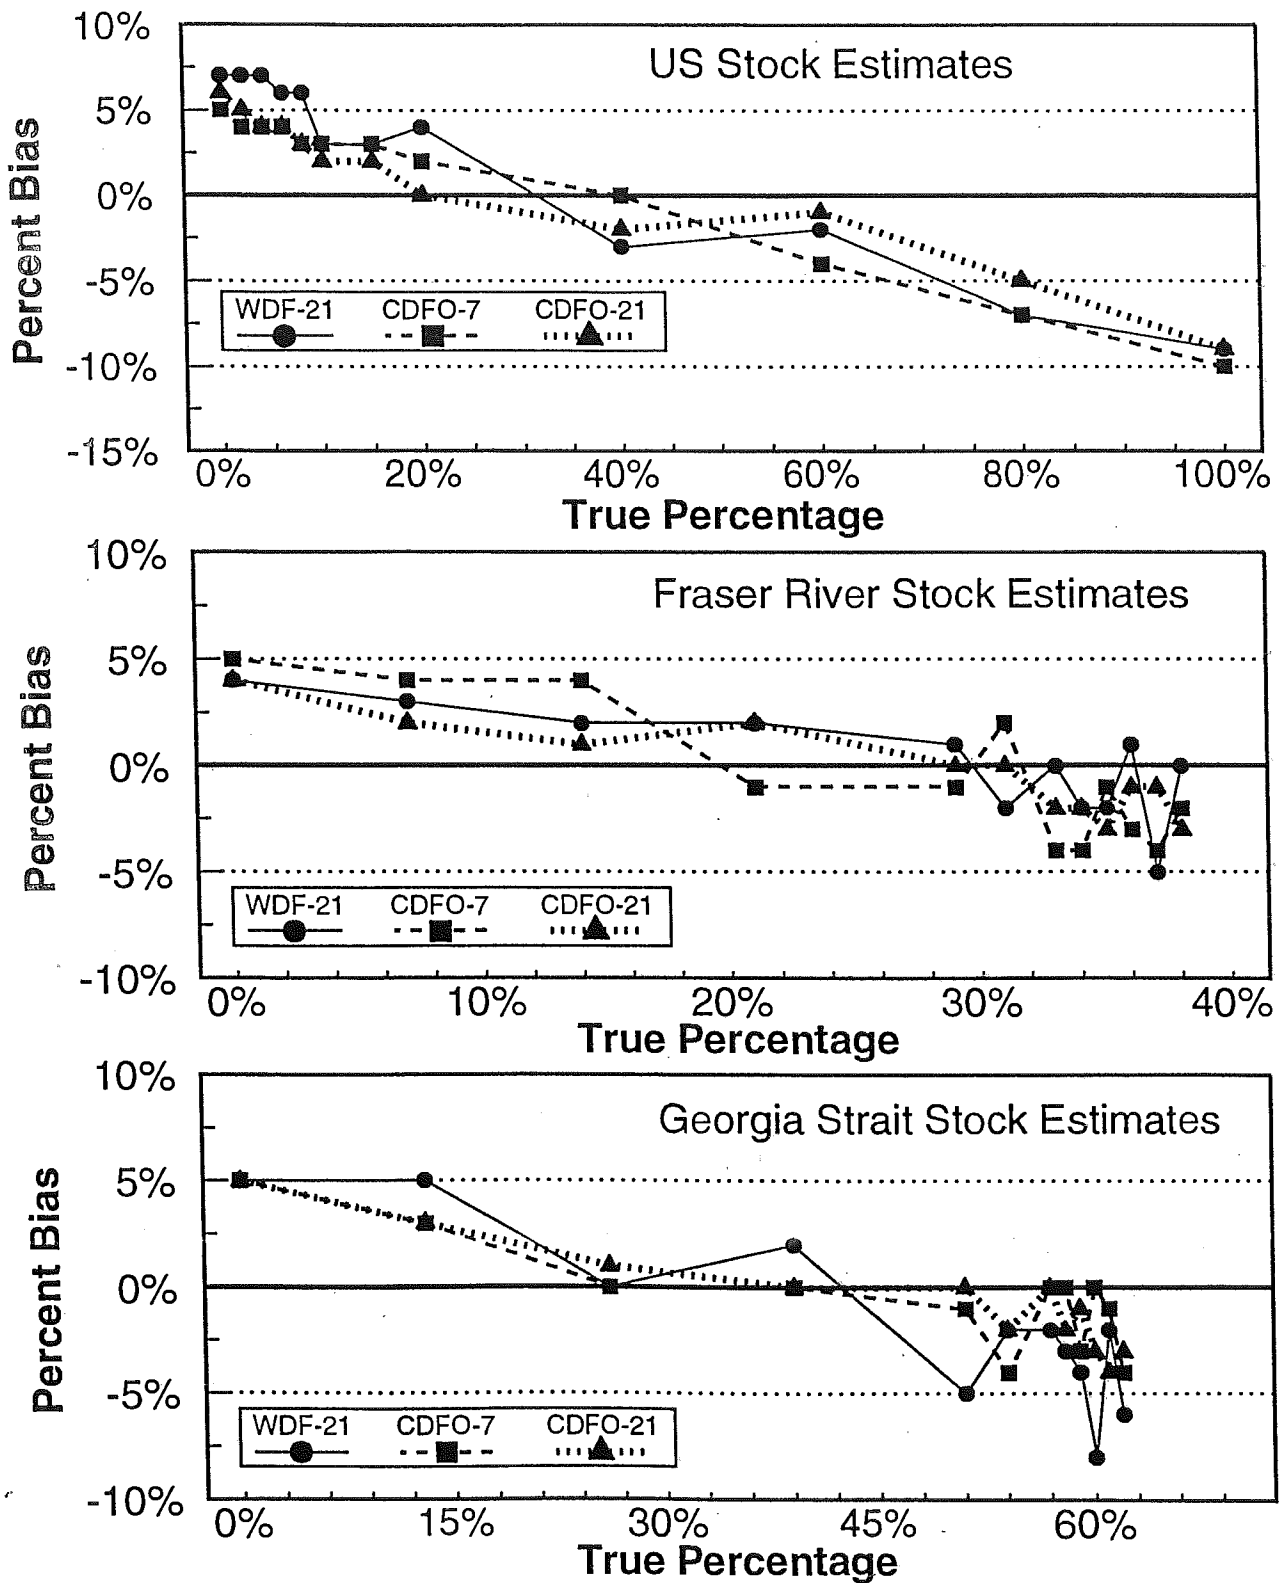 10%
US Stock Estimates
5%
0%
-5%
WDF-21 CDFO-7 CDFO-21
-10%
-15%
Percent Bias
0% 20% 40% 60% 80% 100%
True Percentage
10%
Fraser River Stock Estimates
5%
0%
-5%
WDF-21 CDFO-7 CDFO-21
-10%
Percent Bias
0% 10% 20% 30% 40%
True Percentage
10%
Georgia Strait Stock Estimates
5%
0%
-5%
WDF-21 CDFO-7 CDFO-21
-10%
Percent Bias
0% 15% 30% 45% 60%
True Percentage